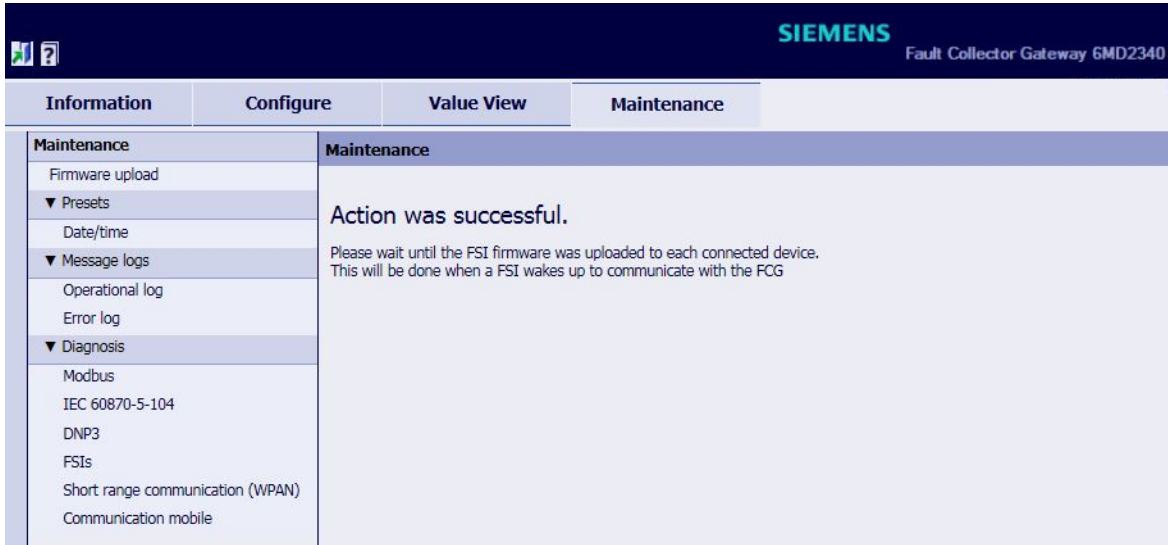 SIEMENS
Fault Collector Gateway 6MD2340
Information
Configure
Value View
Maintenance
Maintenance
Firmware upload
▼ Presets
Date/time
▼ Message logs
Operational log
Error log
▼ Diagnosis
Modbus
IEC 60870-5-104
DNP3
FSIs
Short range communication (WPAN)
Communication mobile
Maintenance
Action was successful.
Please wait until the FSI firmware was uploaded to each connected device.
This will be done when a FSI wakes up to communicate with the FCG